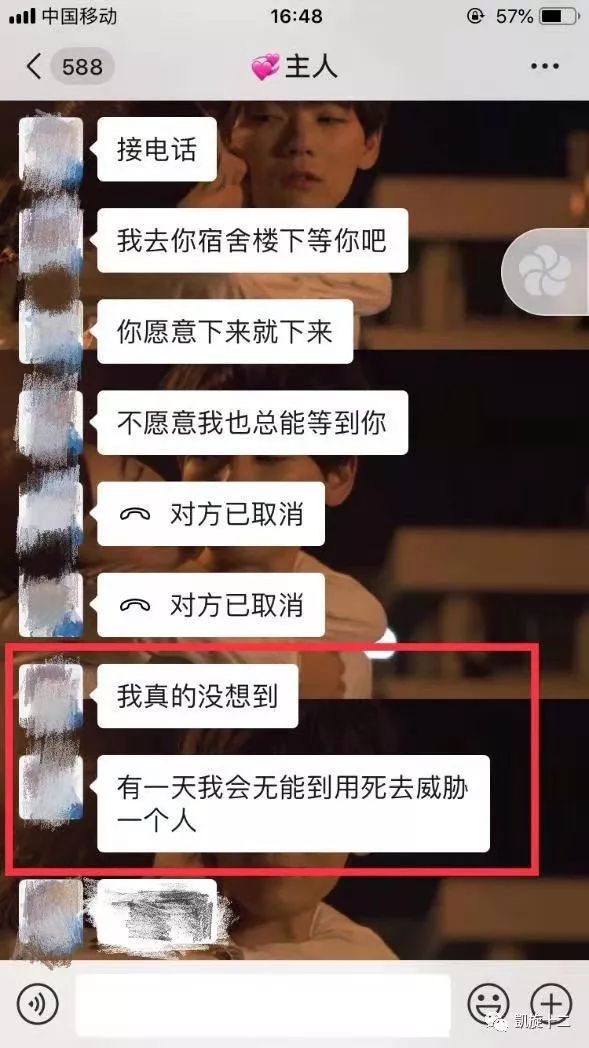 中国移动
16:48
57%
588
💞主人
接电话
我去你宿舍楼下等你吧
你愿意下来就下来
不愿意我也总能等到你
对方已取消
对方已取消
我真的没想到
有一天我会无能到用死去威胁
一个人
凯旋十二